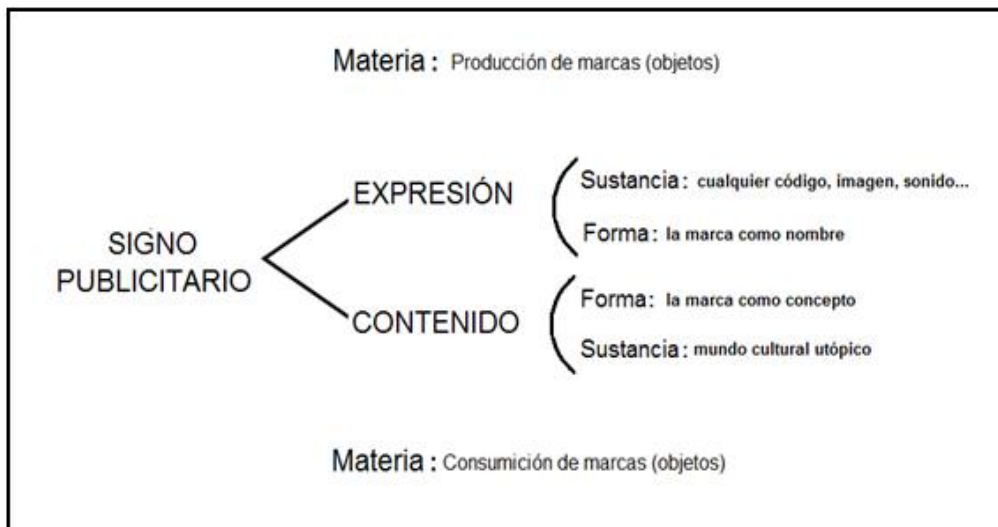 Materia : Producción de marcas (objetos)
EXPRESIÓN
Sustancia: cualquier código, imagen, sonido...
Forma: la marca como nombre
SIGNO
PUBLICITARIO
CONTENIDO
Forma: la marca como concepto
Sustancia: mundo cultural utópico
Materia : Consumición de marcas (objetos)